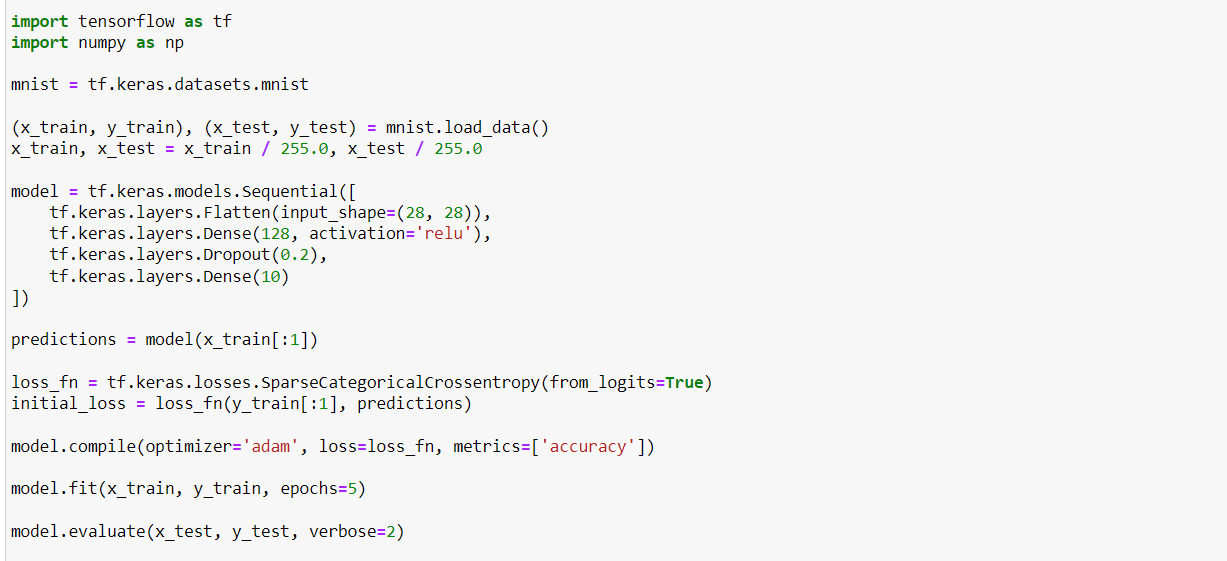 import tensorflow as tf
import numpy as np
mnist = tf.keras.datasets.mnist
(x_train, y_train), (x_test, y_test) = mnist.load_data()
x_train, x_test = x_train / 255.0, x_test / 255.0
model = tf.keras.models.Sequential([
    tf.keras.layers.Flatten(input_shape=(28, 28)),
    tf.keras.layers.Dense(128, activation='relu'),
    tf.keras.layers.Dropout(0.2),
    tf.keras.layers.Dense(10)
])
predictions = model(x_train[:1])
loss_fn = tf.keras.losses.SparseCategoricalCrossentropy(from_logits=True)
initial_loss = loss_fn(y_train[:1], predictions)
model.compile(optimizer='adam', loss=loss_fn, metrics=['accuracy'])
model.fit(x_train, y_train, epochs=5)
model.evaluate(x_test, y_test, verbose=2)